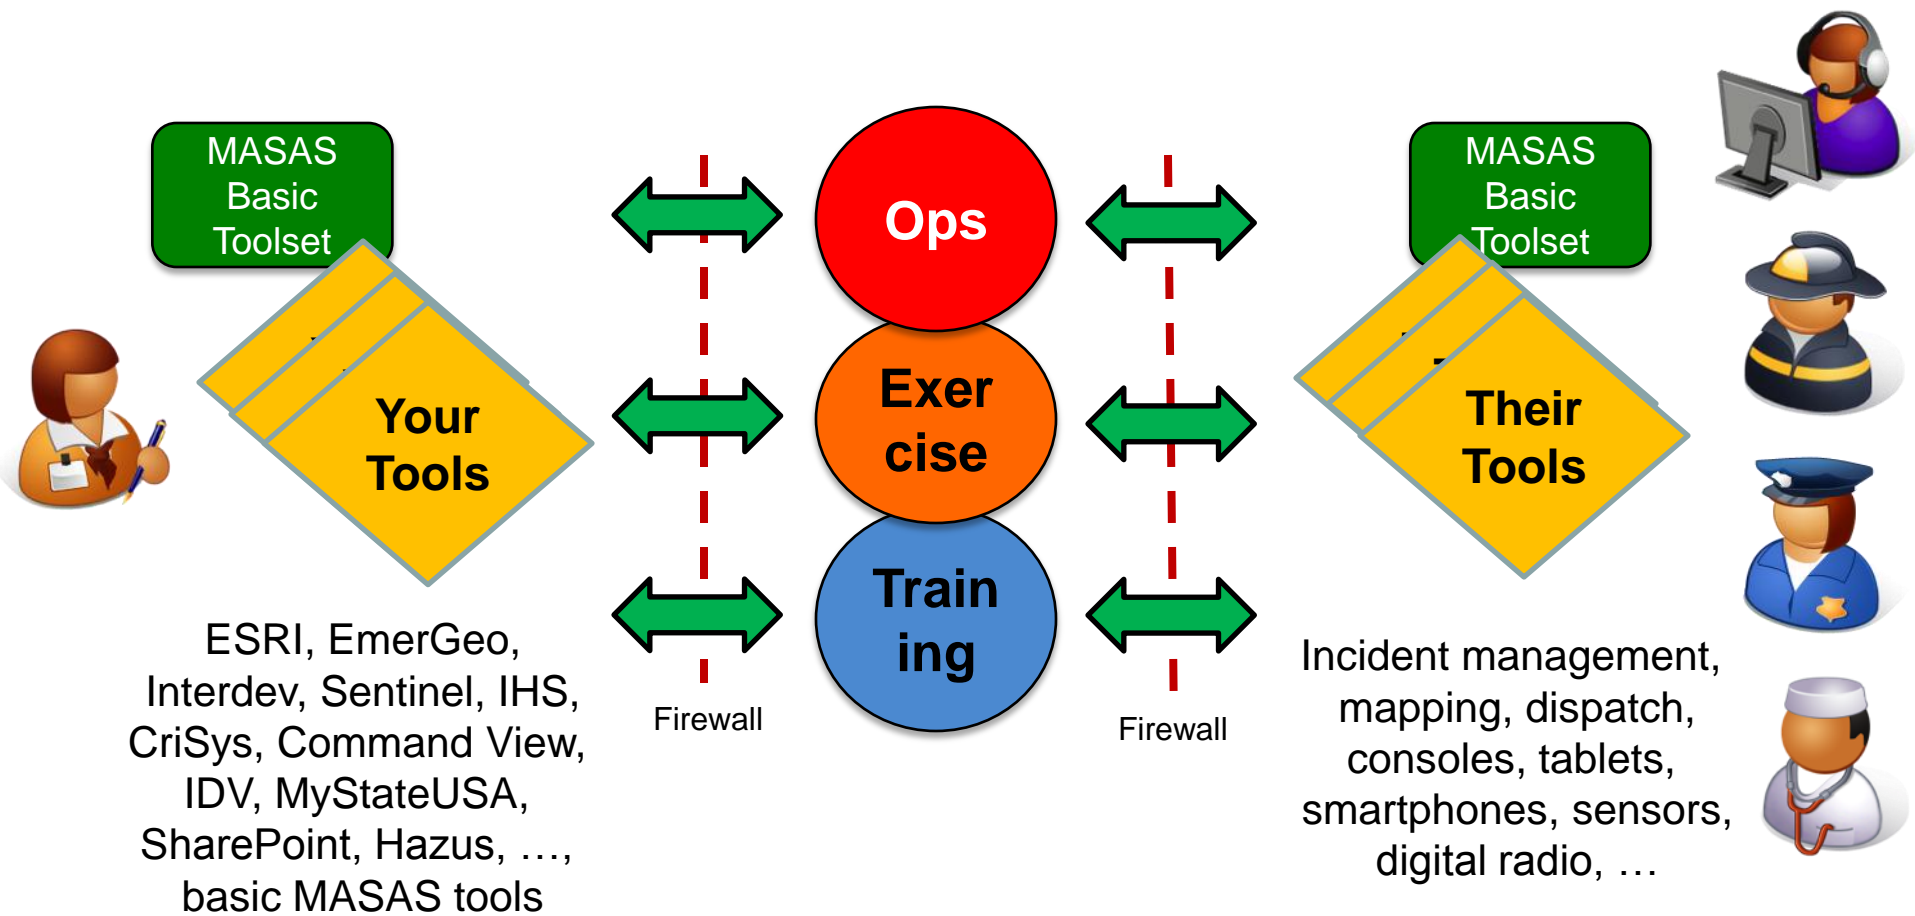 MASAS
Basic
Toolset
Your
Tools
ESRI, EmerGeo,
Interdev, Sentinel, IHS,
CriSys, Command View,
IDV, MyStateUSA,
SharePoint, Hazus, …,
basic MASAS tools
Firewall
Ops
Exer
cise
Train
ing
Firewall
MASAS
Basic
Toolset
Their
Tools
Incident management,
mapping, dispatch,
consoles, tablets,
smartphones, sensors,
digital radio, …